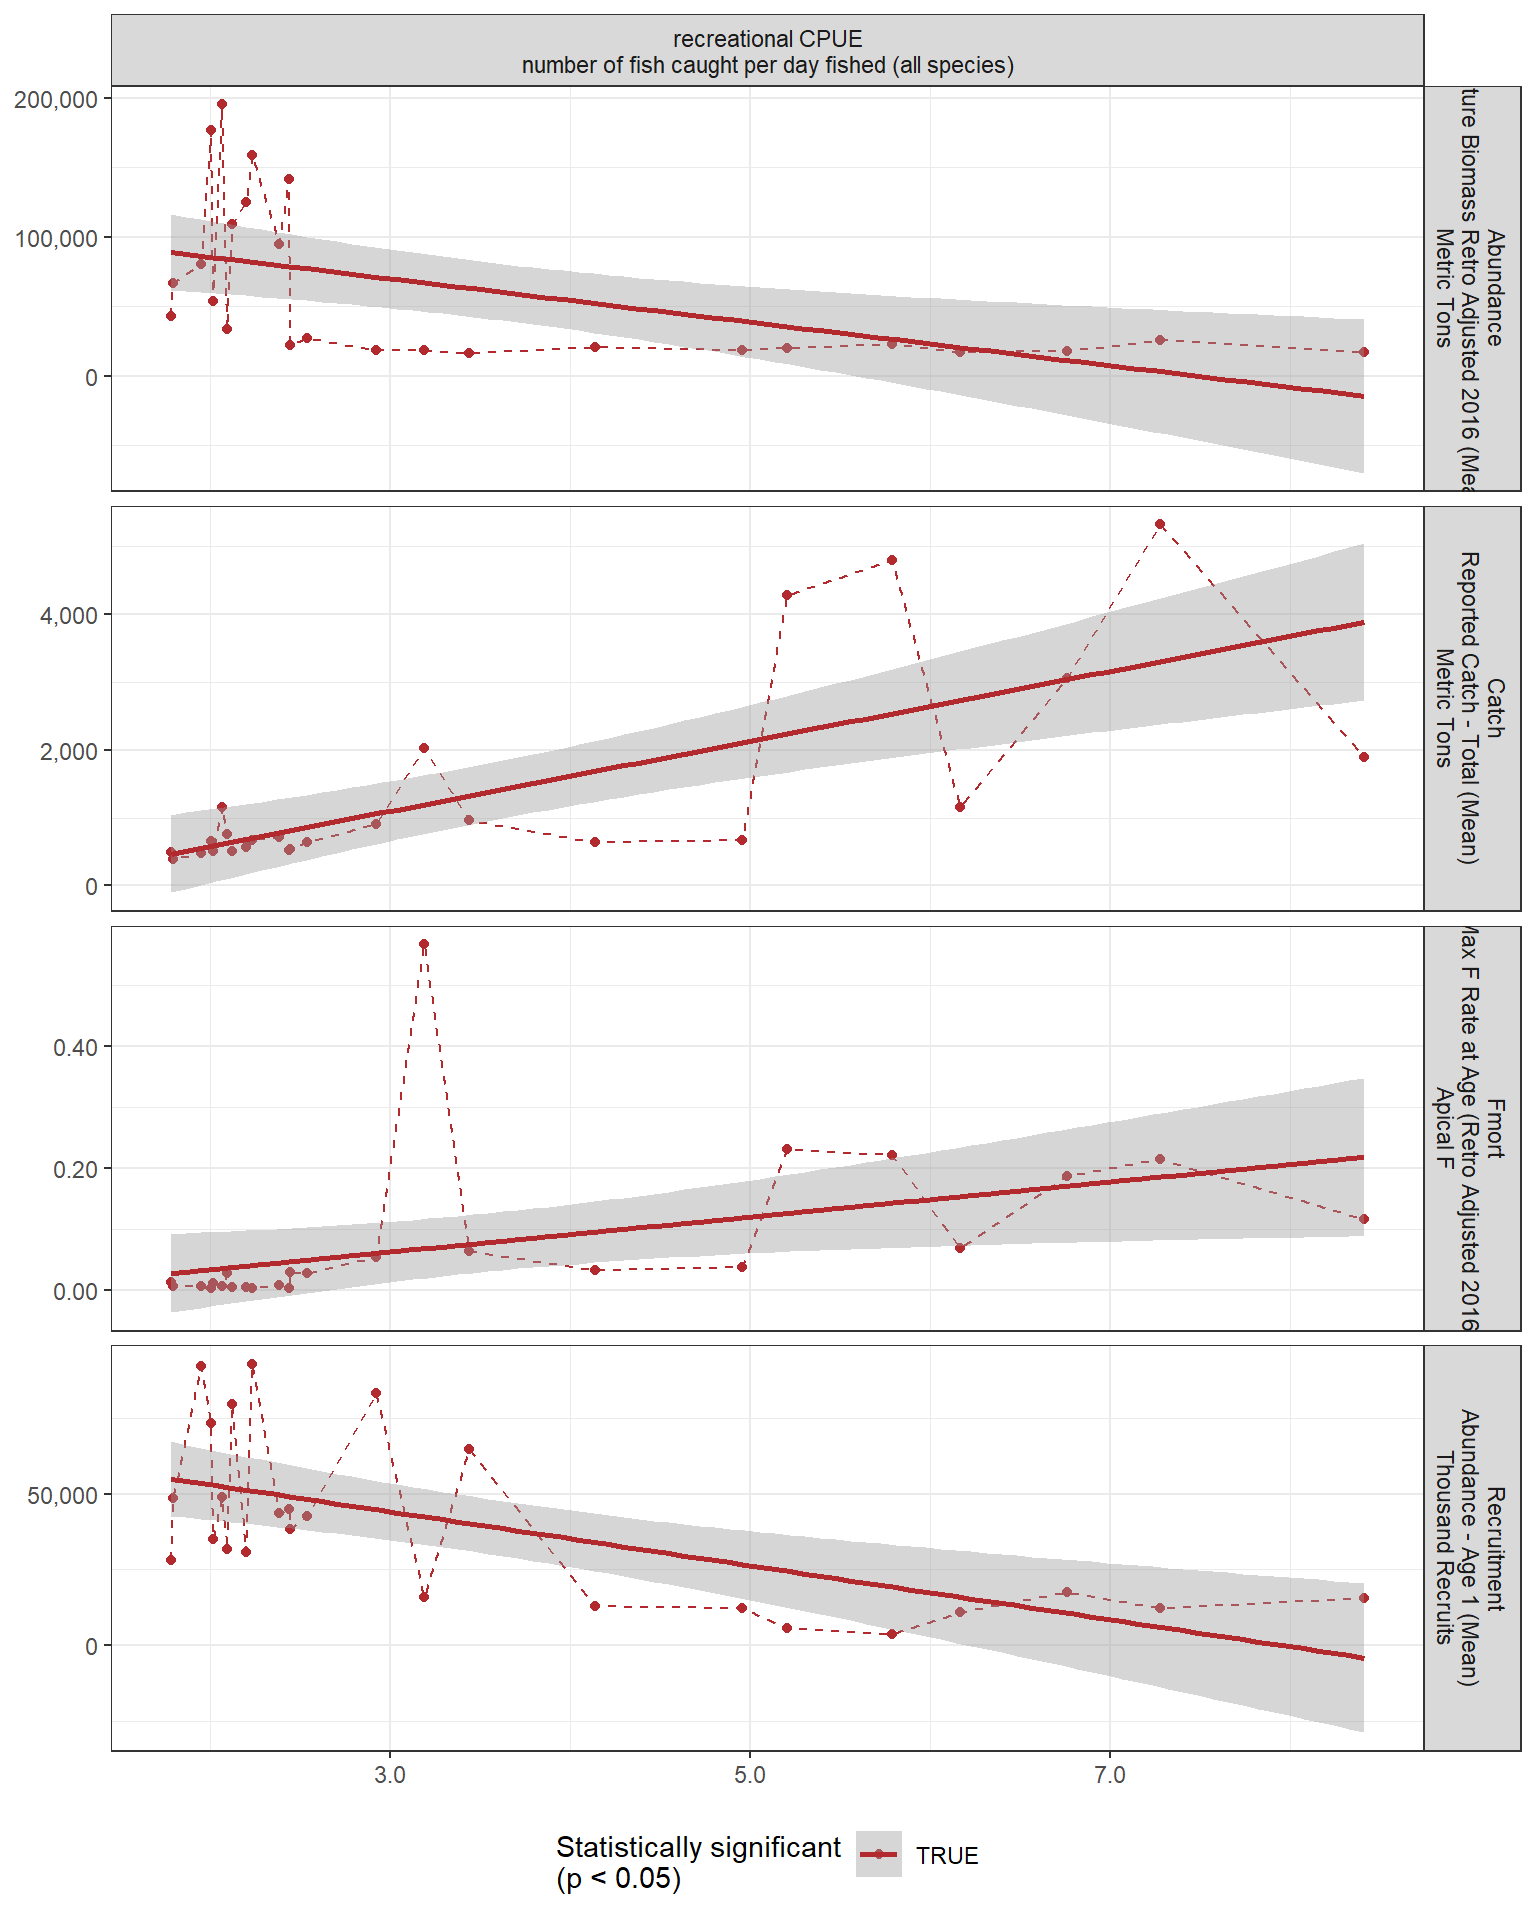 recreational CPUE
number of fish caught per day fished (all species)
200,000
100,000
0
Abundance
Biomass Retro Adjusted 2016
Metric Tons
4,000
2,000
0
Catch
Reported Catch - Total (Mean)
Metric Tons
0.40
0.20
0.00
Fmort
F Rate at Age (Retro Adjusted 2016
Apical F
50,000
0
Recruitment
Abundance - Age 1 (Mean)
Thousand Recruits
3.0
5.0
7.0
Statistically significant
(p < 0.05)
TRUE